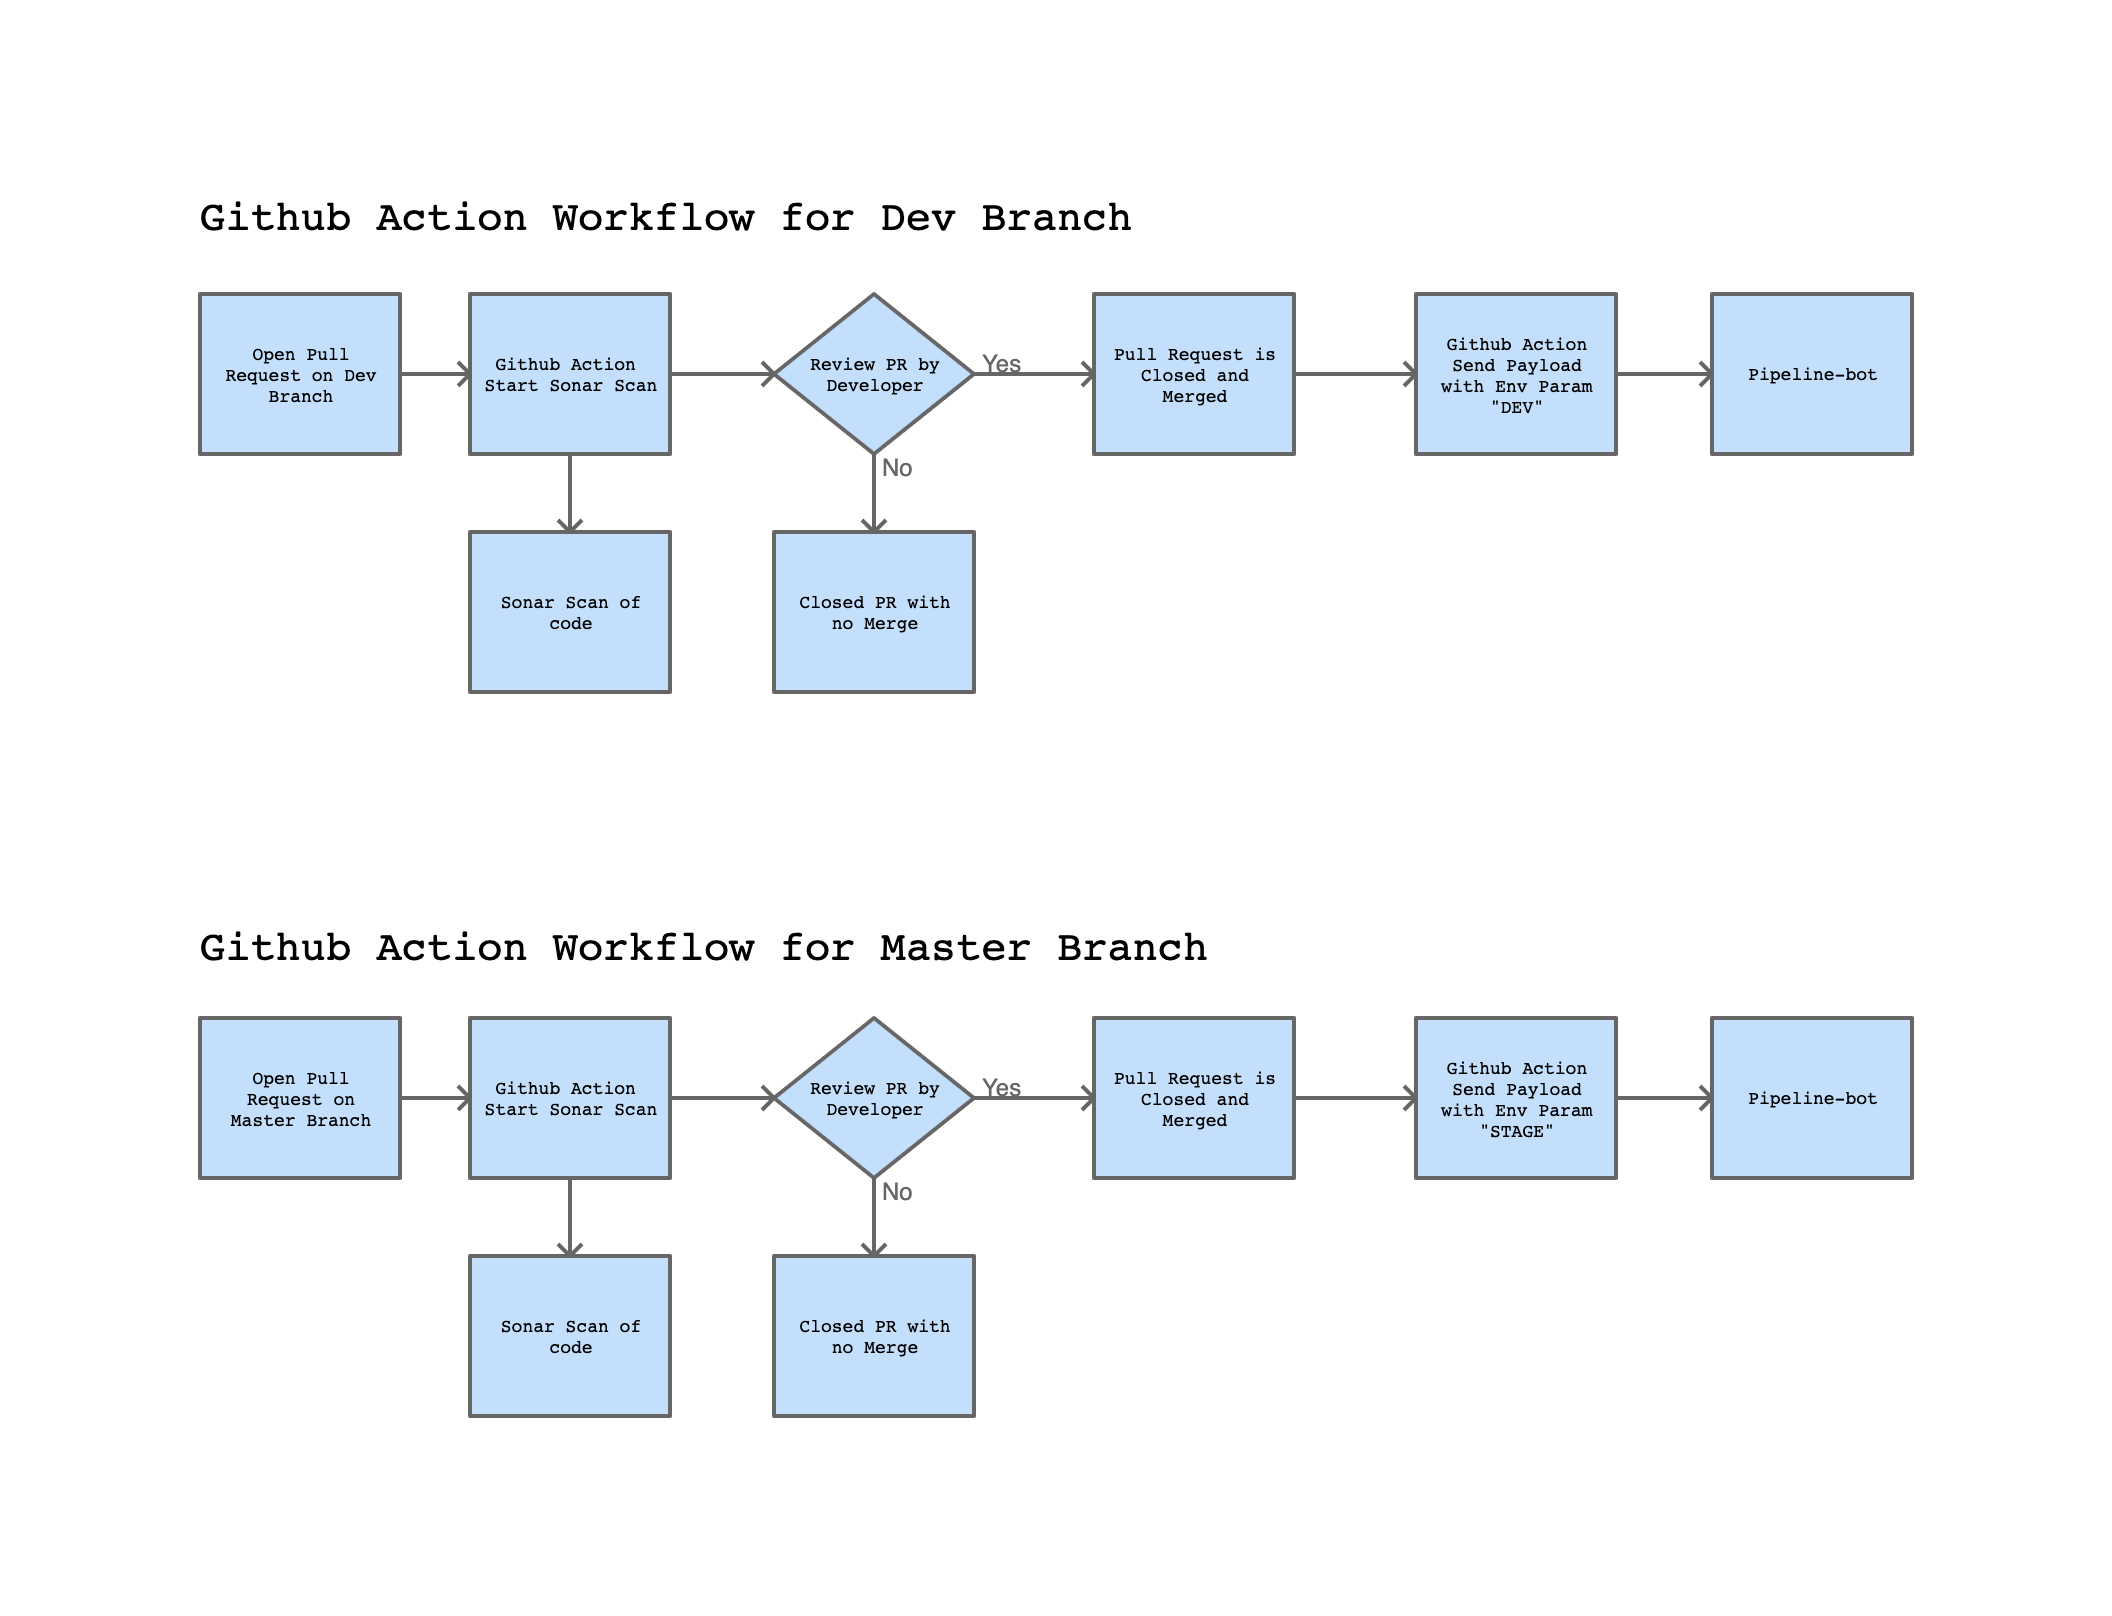 Github Action Workflow for Dev Branch
Open Pull
Request on Dev
Branch
Github Action
Start Sonar Scan
Review PR by
Developer
Yes
Pull Request is
Closed and
Merged
Github Action
Send Payload
with Env Param
"DEV"
Pipeline-bot
No
Sonar Scan of
code
Closed PR with
no Merge
Github Action Workflow for Master Branch
Open Pull
Request on
Master Branch
Github Action
Start Sonar Scan
Review PR by
Developer
Yes
Pull Request is
Closed and
Merged
Github Action
Send Payload
with Env Param
"STAGE"
Pipeline-bot
No
Sonar Scan of
code
Closed PR with
no Merge